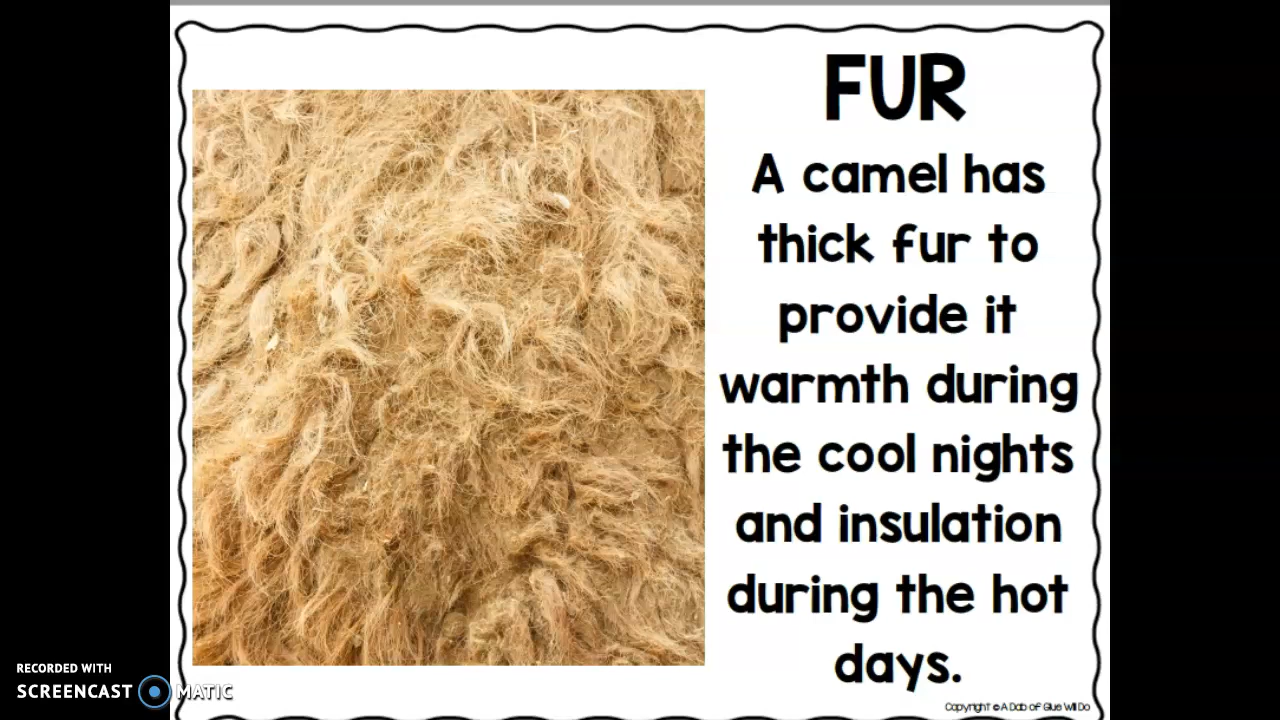 FUR
A camel has
thick fur to
provide it
warmth during
the cool nights
and insulation
during the hot
days.
Copyright © A Dab of Glue Will Do
RECORDED WITH
SCREENCAST MATIC